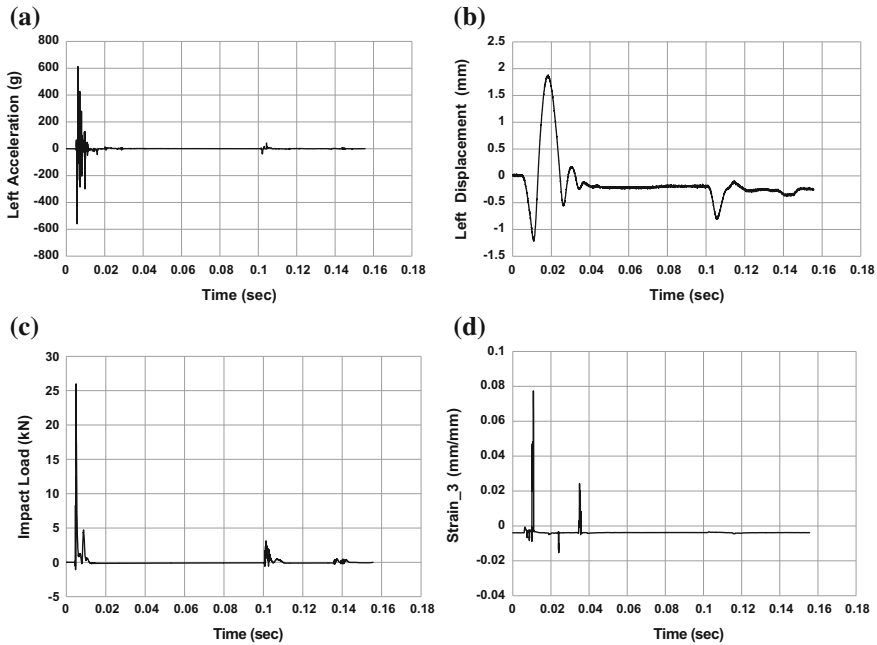 (a)
Left Acceleration (g)
800
600
400
200
0
-200
-400
-600
-800
0 0.02 0.04 0.06 0.08 0.1 0.12 0.14 0.16 0.18
Time (sec)
(b)
Left Displacement (mm)
2.5
2
1.5
1
0.5
0
-0.5
-1
-1.5
0 0.02 0.04 0.06 0.08 0.1 0.12 0.14 0.16 0.18
Time (sec)
(c)
Impact Load (kN)
30
25
20
15
10
5
0
-5
0 0.02 0.04 0.06 0.08 0.1 0.12 0.14 0.16 0.18
Time (sec)
(d)
Strain_3 (mm/mm)
0.1
0.08
0.06
0.04
0.02
0
-0.02
-0.04
0 0.02 0.04 0.06 0.08 0.1 0.12 0.14 0.16 0.18
Time (sec)